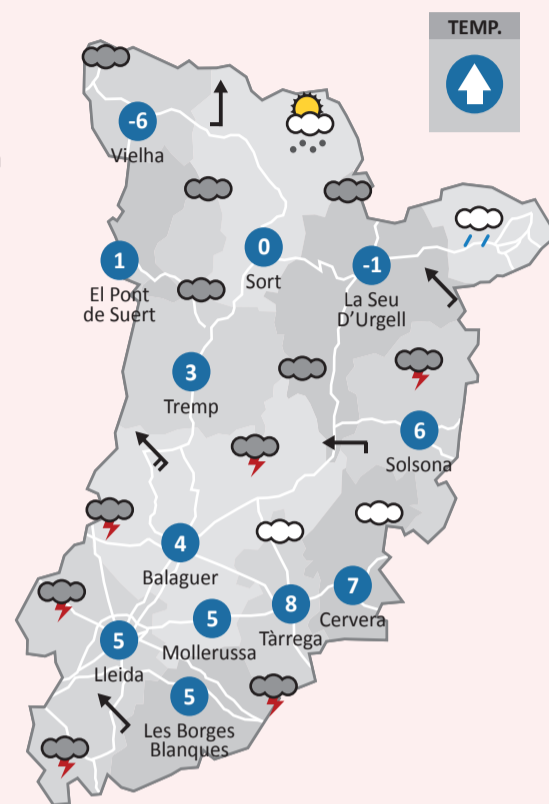 TEMP.
-6
Vielha
0
Sort
1
El Pont
de Suert
-1
La Seu
D'Urgell
3
Tremp
6
Solsona
4
Balaguer
7
Cervera
8
Tàrrega
5
Mollerussa
5
Lleida
5
Les Borges
Blanques